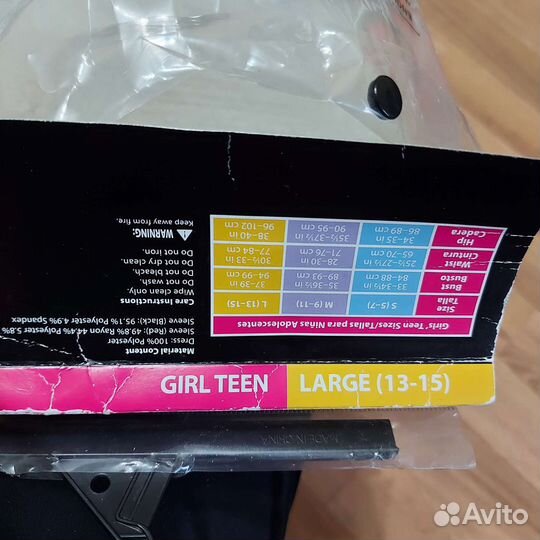 Girls, Teen Sizes/Tallas para Niñas Adolescentes
Size Talla S (5-7) M (9-11) L (13-15)
Bust Busto 33-34½ in 84-88 cm 35-36½ in 89-93 cm 37-39 in 94-99 cm
Waist Cintura 25½-27½ in 65-70 cm 28-30 in 71-76 cm 30½-33 in 77-84 cm
Hip Cadera 34-35 in 86-89 cm 35½-37½ in 90-95 cm 38-40 in 96-102 cm
Material Content
Dress: 100% Polyester
Sleeve (Red): 49.8% Rayon 44.4% Polyester 5.8%
Sleeve (Black): 95.1% Polyester 4.9% Spandex
Care Instructions
Wipe clean only.
Do not wash.
Do not bleach.
Do not dry clean.
Do not iron.
WARNING:
Keep away from fire.
GIRL TEEN LARGE (13-15)
MADE IN CHINA
Avito